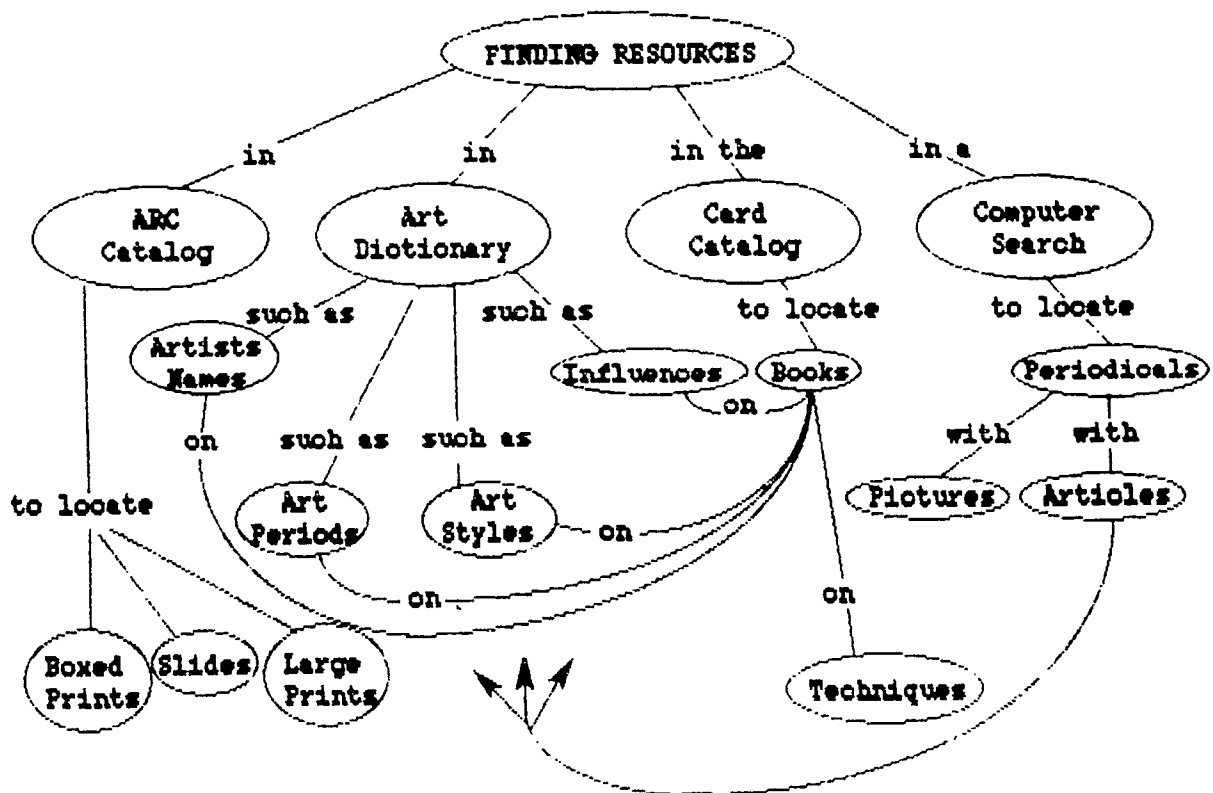 FINDING RESOURCES
in
in
in the
in a
ARC
Catalog
Art
Dictionary
Card
Catalog
Computer
Search
such as
such as
to locate
to locate
Artists
Names
Influences
Books
Periodicals
on
on
such as
such as
with
with
to locate
Art
Periods
Art
Styles
Pictures
Articles
on
on
on
Boxed
Prints
Slides
Large
Prints
Techniques